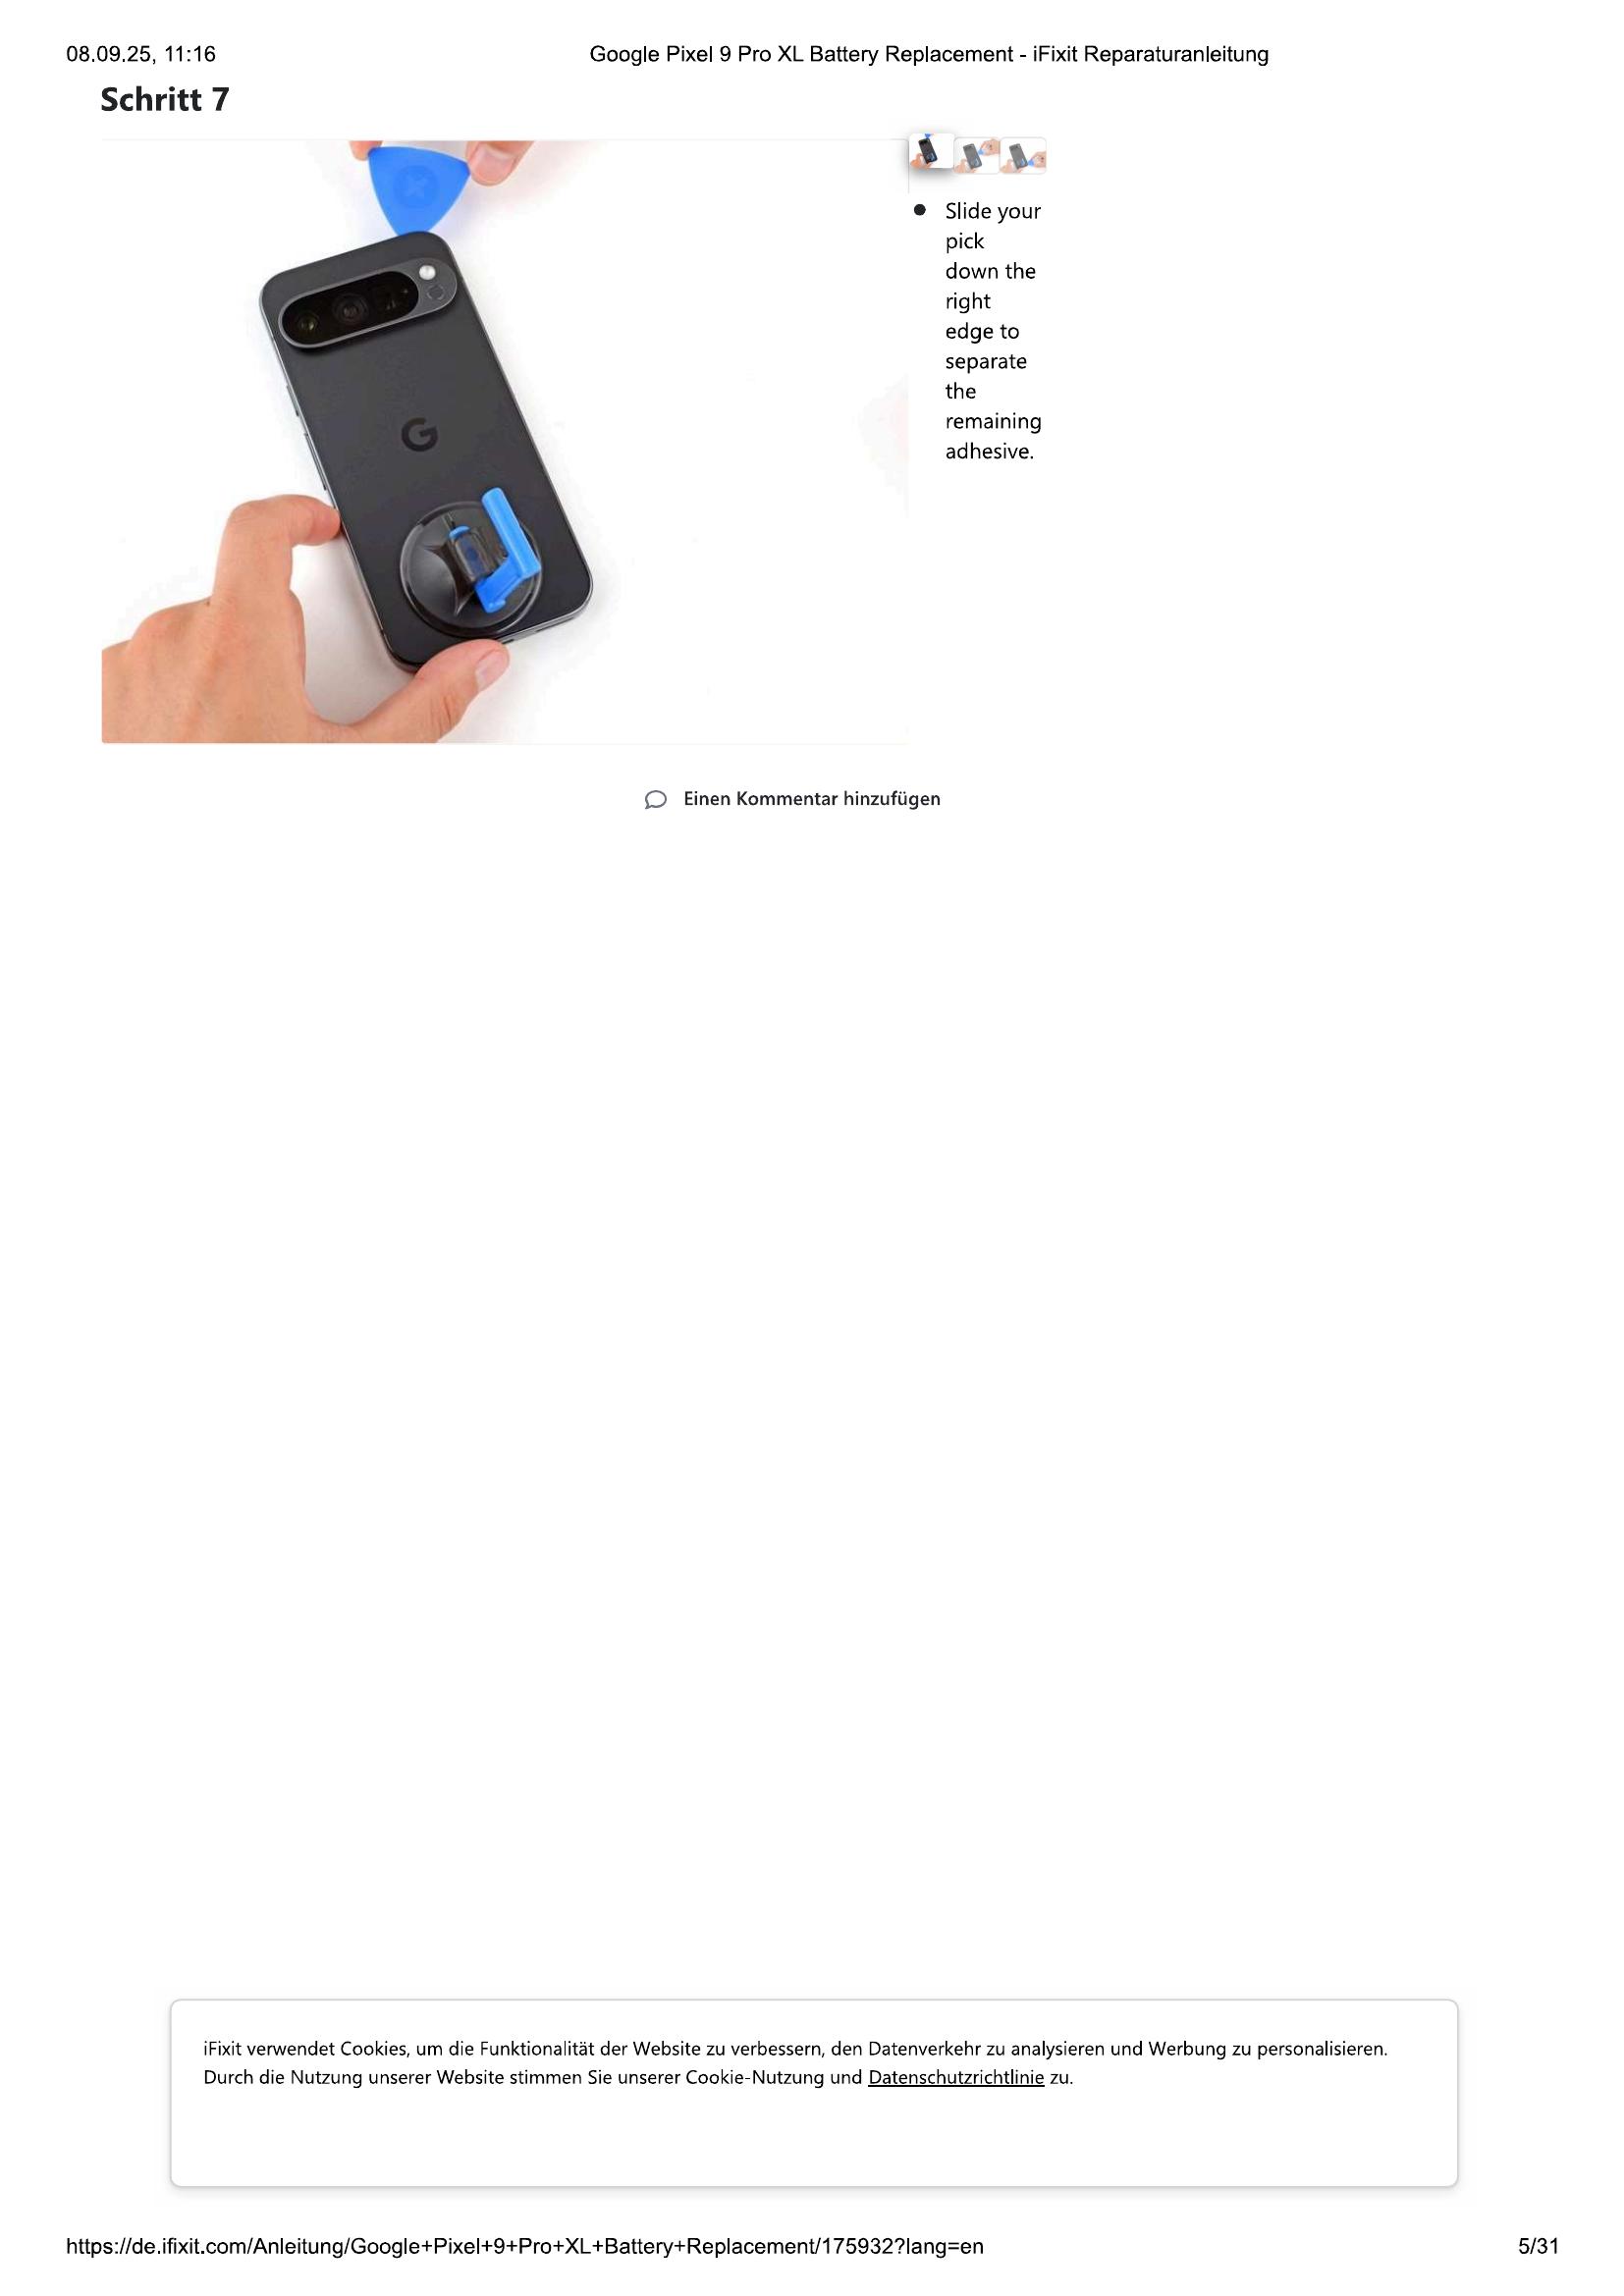 08.09.25, 11:16
Google Pixel 9 Pro XL Battery Replacement - iFixit Reparaturanleitung
Schritt 7
G
Slide your
pick
down the
right
edge to
separate
the
remaining
adhesive.
Einen Kommentar hinzufügen
iFixit verwendet Cookies, um die Funktionalität der Website zu verbessern, den Datenverkehr zu analysieren und Werbung zu personalisieren.
Durch die Nutzung unserer Website stimmen Sie unserer Cookie-Nutzung und Datenschutzrichtlinie zu.
https://de.ifixit.com/Anleitung/Google+Pixel+9+Pro+XL+Battery+Replacement/175932?lang=en
5/31